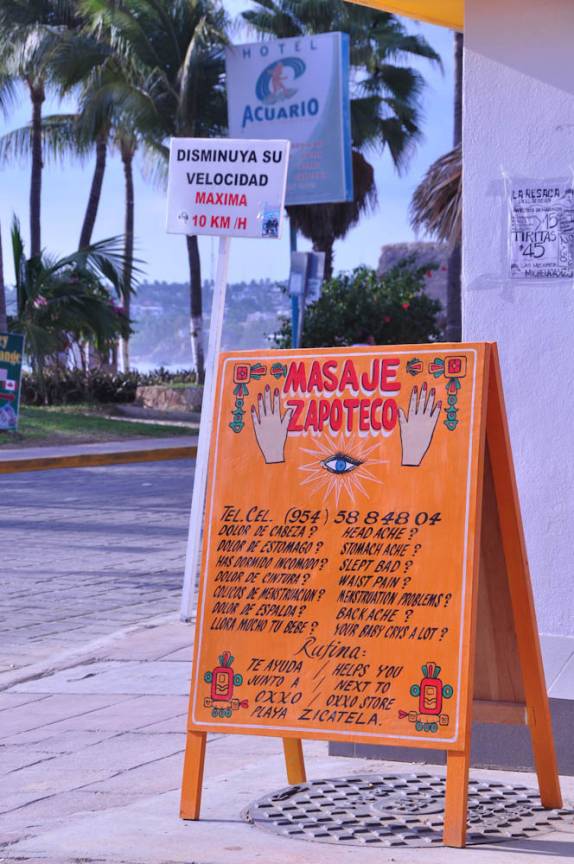 HOTEL
ACUARIO
DISMINUYA SU
VELOCIDAD
MAXIMA
10 KM /H
LA RESACA
TIRITAS
$45
MASAJE
ZAPOTECO
TEL. CEL. (954) 58 8 48 04
DOLOR DE CABEZA? HEAD ACHE?
DOLOR DE ESTOMAGO? STOMACH ACHE?
HAS DORMIDO INCOMODO? SLEPT BAD?
DOLOR DE CINTURA? WAIST PAIN?
COLICOS DE MENSTRUACION? MENSTRUATION PROBLEMS?
DOLOR DE ESPALDA? BACK ACHE?
LLORA MUCHO TU BEBE? YOUR BABY CRYS A LOT?
Rufina:
TE AYUDA / HELPS YOU
JUNTO A / NEXT TO
OXXO / OXXO STORE
PLAYA ZICATELA.